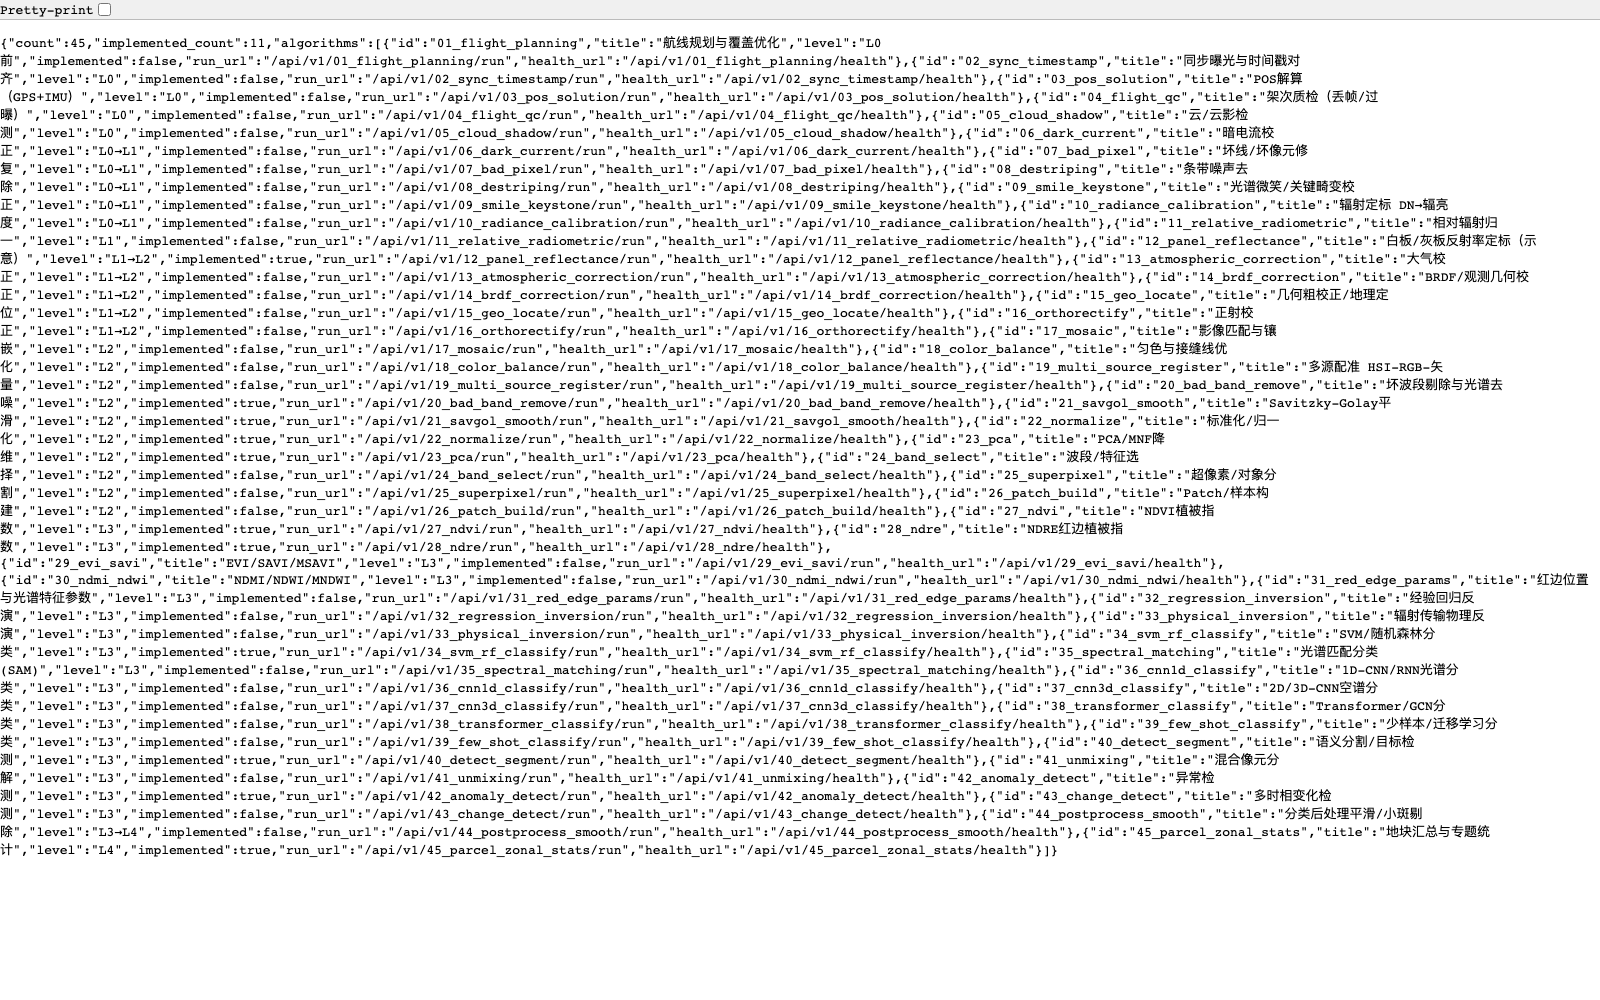 Pretty-print
{"count":45,"implemented_count":11,"algorithms":[{"id":"01_flight_planning","title":"航线规划与覆盖优化","level":"L0
前","implemented":false,"run_url":"/api/v1/01_flight_planning/run","health_url":"/api/v1/01_flight_planning/health"},{"id":"02_sync_timestamp","title":"同步曝光与时间戳对
齐","level":"L0","implemented":false,"run_url":"/api/v1/02_sync_timestamp/run","health_url":"/api/v1/02_sync_timestamp/health"},{"id":"03_pos_solution","title":"POS解算
（GPS+IMU）","level":"L0","implemented":false,"run_url":"/api/v1/03_pos_solution/run","health_url":"/api/v1/03_pos_solution/health"},{"id":"04_flight_qc","title":"架次质检（丢帧/过
曝）","level":"L0","implemented":false,"run_url":"/api/v1/04_flight_qc/run","health_url":"/api/v1/04_flight_qc/health"},{"id":"05_cloud_shadow","title":"云/云影检
测","level":"L0","implemented":false,"run_url":"/api/v1/05_cloud_shadow/run","health_url":"/api/v1/05_cloud_shadow/health"},{"id":"06_dark_current","title":"暗电流校
正","level":"L0→L1","implemented":false,"run_url":"/api/v1/06_dark_current/run","health_url":"/api/v1/06_dark_current/health"},{"id":"07_bad_pixel","title":"坏线/坏像元修
复","level":"L0→L1","implemented":false,"run_url":"/api/v1/07_bad_pixel/run","health_url":"/api/v1/07_bad_pixel/health"},{"id":"08_destriping","title":"条带噪声去
除","level":"L0→L1","implemented":false,"run_url":"/api/v1/08_destriping/run","health_url":"/api/v1/08_destriping/health"},{"id":"09_smile_keystone","title":"光谱微笑/关键畸变校
正","level":"L0→L1","implemented":false,"run_url":"/api/v1/09_smile_keystone/run","health_url":"/api/v1/09_smile_keystone/health"},{"id":"10_radiance_calibration","title":"辐射定标 DN→辐亮
度","level":"L0→L1","implemented":false,"run_url":"/api/v1/10_radiance_calibration/run","health_url":"/api/v1/10_radiance_calibration/health"},{"id":"11_relative_radiometric","title":"相对辐射归
一","level":"L1","implemented":false,"run_url":"/api/v1/11_relative_radiometric/run","health_url":"/api/v1/11_relative_radiometric/health"},{"id":"12_panel_reflectance","title":"白板/灰板反射率定标（示
意）","level":"L1→L2","implemented":true,"run_url":"/api/v1/12_panel_reflectance/run","health_url":"/api/v1/12_panel_reflectance/health"},{"id":"13_atmospheric_correction","title":"大气校
正","level":"L1→L2","implemented":false,"run_url":"/api/v1/13_atmospheric_correction/run","health_url":"/api/v1/13_atmospheric_correction/health"},{"id":"14_brdf_correction","title":"BRDF/观测几何校
正","level":"L1→L2","implemented":false,"run_url":"/api/v1/14_brdf_correction/run","health_url":"/api/v1/14_brdf_correction/health"},{"id":"15_geo_locate","title":"几何粗校正/地理定
位","level":"L1→L2","implemented":false,"run_url":"/api/v1/15_geo_locate/run","health_url":"/api/v1/15_geo_locate/health"},{"id":"16_orthorectify","title":"正射校
正","level":"L1→L2","implemented":false,"run_url":"/api/v1/16_orthorectify/run","health_url":"/api/v1/16_orthorectify/health"},{"id":"17_mosaic","title":"影像匹配与镶
嵌","level":"L2","implemented":false,"run_url":"/api/v1/17_mosaic/run","health_url":"/api/v1/17_mosaic/health"},{"id":"18_color_balance","title":"匀色与接缝线优
化","level":"L2","implemented":false,"run_url":"/api/v1/18_color_balance/run","health_url":"/api/v1/18_color_balance/health"},{"id":"19_multi_source_register","title":"多源配准 HSI-RGB-矢
量","level":"L2","implemented":false,"run_url":"/api/v1/19_multi_source_register/run","health_url":"/api/v1/19_multi_source_register/health"},{"id":"20_bad_band_remove","title":"坏波段剔除与光谱去
噪","level":"L2","implemented":true,"run_url":"/api/v1/20_bad_band_remove/run","health_url":"/api/v1/20_bad_band_remove/health"},{"id":"21_savgol_smooth","title":"Savitzky-Golay平
滑","level":"L2","implemented":true,"run_url":"/api/v1/21_savgol_smooth/run","health_url":"/api/v1/21_savgol_smooth/health"},{"id":"22_normalize","title":"标准化/归一
化","level":"L2","implemented":true,"run_url":"/api/v1/22_normalize/run","health_url":"/api/v1/22_normalize/health"},{"id":"23_pca","title":"PCA/MNF降
维","level":"L2","implemented":true,"run_url":"/api/v1/23_pca/run","health_url":"/api/v1/23_pca/health"},{"id":"24_band_select","title":"波段/特征选
择","level":"L2","implemented":false,"run_url":"/api/v1/24_band_select/run","health_url":"/api/v1/24_band_select/health"},{"id":"25_superpixel","title":"超像素/对象分
割","level":"L2","implemented":false,"run_url":"/api/v1/25_superpixel/run","health_url":"/api/v1/25_superpixel/health"},{"id":"26_patch_build","title":"Patch/样本构
建","level":"L2","implemented":false,"run_url":"/api/v1/26_patch_build/run","health_url":"/api/v1/26_patch_build/health"},{"id":"27_ndvi","title":"NDVI植被指
数","level":"L3","implemented":true,"run_url":"/api/v1/27_ndvi/run","health_url":"/api/v1/27_ndvi/health"},{"id":"28_ndre","title":"NDRE红边植被指
数","level":"L3","implemented":true,"run_url":"/api/v1/28_ndre/run","health_url":"/api/v1/28_ndre/health"},
{"id":"29_evi_savi","title":"EVI/SAVI/MSAVI","level":"L3","implemented":false,"run_url":"/api/v1/29_evi_savi/run","health_url":"/api/v1/29_evi_savi/health"},
{"id":"30_ndmi_ndwi","title":"NDMI/NDWI/MNDWI","level":"L3","implemented":false,"run_url":"/api/v1/30_ndmi_ndwi/run","health_url":"/api/v1/30_ndmi_ndwi/health"},{"id":"31_red_edge_params","title":"红边位置
与光谱特征参数","level":"L3","implemented":false,"run_url":"/api/v1/31_red_edge_params/run","health_url":"/api/v1/31_red_edge_params/health"},{"id":"32_regression_inversion","title":"经验回归反
演","level":"L3","implemented":false,"run_url":"/api/v1/32_regression_inversion/run","health_url":"/api/v1/32_regression_inversion/health"},{"id":"33_physical_inversion","title":"辐射传输物理反
演","level":"L3","implemented":false,"run_url":"/api/v1/33_physical_inversion/run","health_url":"/api/v1/33_physical_inversion/health"},{"id":"34_svm_rf_classify","title":"SVM/随机森林分
类","level":"L3","implemented":true,"run_url":"/api/v1/34_svm_rf_classify/run","health_url":"/api/v1/34_svm_rf_classify/health"},{"id":"35_spectral_matching","title":"光谱匹配分类
(SAM)","level":"L3","implemented":false,"run_url":"/api/v1/35_spectral_matching/run","health_url":"/api/v1/35_spectral_matching/health"},{"id":"36_cnn1d_classify","title":"1D-CNN/RNN光谱分
类","level":"L3","implemented":false,"run_url":"/api/v1/36_cnn1d_classify/run","health_url":"/api/v1/36_cnn1d_classify/health"},{"id":"37_cnn3d_classify","title":"2D/3D-CNN空谱分
类","level":"L3","implemented":false,"run_url":"/api/v1/37_cnn3d_classify/run","health_url":"/api/v1/37_cnn3d_classify/health"},{"id":"38_transformer_classify","title":"Transformer/GCN分
类","level":"L3","implemented":false,"run_url":"/api/v1/38_transformer_classify/run","health_url":"/api/v1/38_transformer_classify/health"},{"id":"39_few_shot_classify","title":"少样本/迁移学习分
类","level":"L3","implemented":false,"run_url":"/api/v1/39_few_shot_classify/run","health_url":"/api/v1/39_few_shot_classify/health"},{"id":"40_detect_segment","title":"语义分割/目标检
测","level":"L3","implemented":true,"run_url":"/api/v1/40_detect_segment/run","health_url":"/api/v1/40_detect_segment/health"},{"id":"41_unmixing","title":"混合像元分
解","level":"L3","implemented":false,"run_url":"/api/v1/41_unmixing/run","health_url":"/api/v1/41_unmixing/health"},{"id":"42_anomaly_detect","title":"异常检
测","level":"L3","implemented":true,"run_url":"/api/v1/42_anomaly_detect/run","health_url":"/api/v1/42_anomaly_detect/health"},{"id":"43_change_detect","title":"多时相变化检
测","level":"L3","implemented":false,"run_url":"/api/v1/43_change_detect/run","health_url":"/api/v1/43_change_detect/health"},{"id":"44_postprocess_smooth","title":"分类后处理平滑/小斑剔
除","level":"L3→L4","implemented":false,"run_url":"/api/v1/44_postprocess_smooth/run","health_url":"/api/v1/44_postprocess_smooth/health"},{"id":"45_parcel_zonal_stats","title":"地块汇总与专题统
计","level":"L4","implemented":true,"run_url":"/api/v1/45_parcel_zonal_stats/run","health_url":"/api/v1/45_parcel_zonal_stats/health"}]}